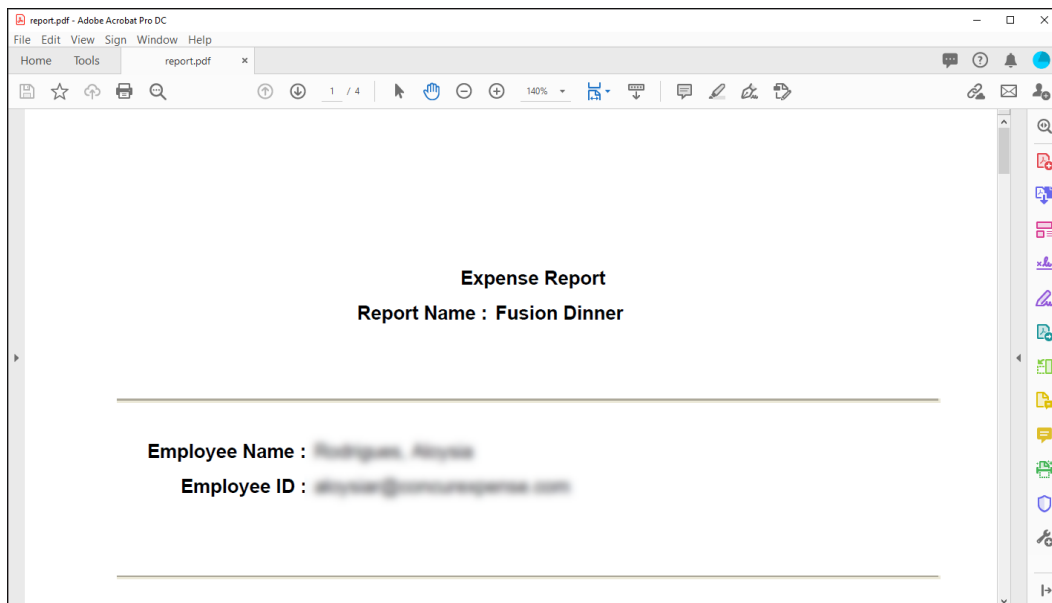 report.pdf - Adobe Acrobat Pro DC
File Edit View Sign Window Help
Home Tools report.pdf
1 / 4 140%
Expense Report
Report Name : Fusion Dinner
Employee Name :
Employee ID :